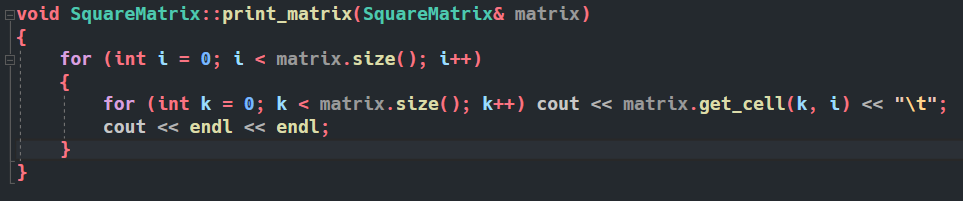 void SquareMatrix::print_matrix(SquareMatrix& matrix)
{
    for (int i = 0; i < matrix.size(); i++)
    {
        for (int k = 0; k < matrix.size(); k++) cout << matrix.get_cell(k, i) << "\t";
        cout << endl << endl;
    }
}